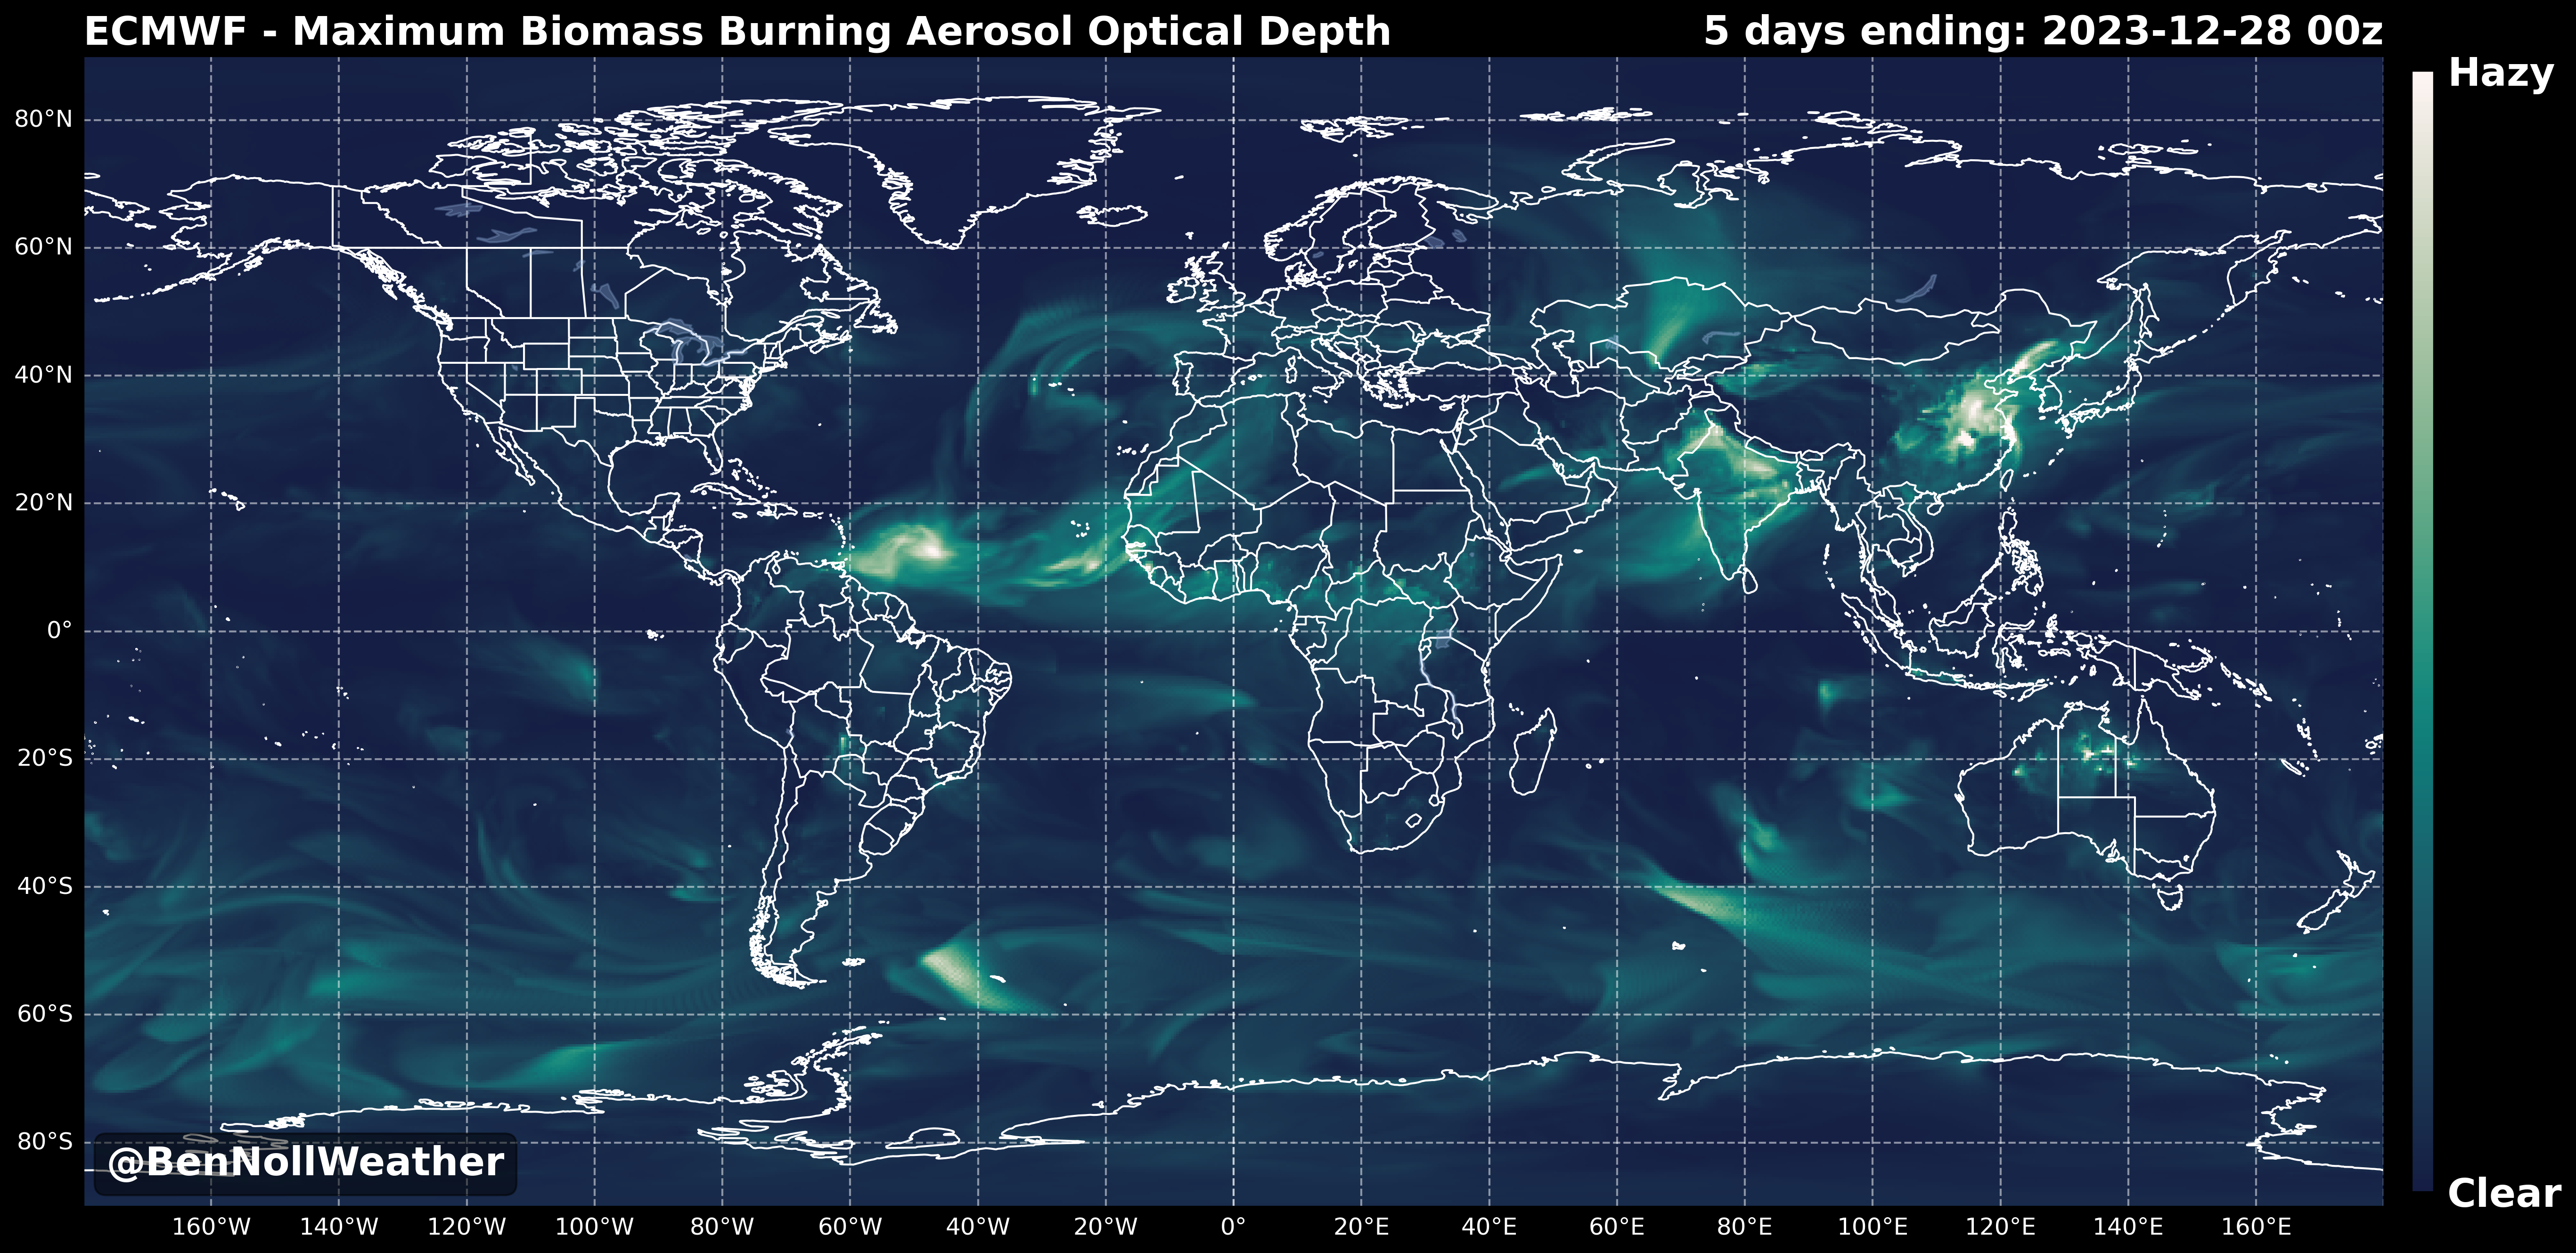 ECMWF - Maximum Biomass Burning Aerosol Optical Depth
5 days ending: 2023-12-28 00z
Hazy
80°N
60°N
40°N
20°N
0°
20°S
40°S
60°S
80°S
@BenNollWeather
Clear
160°W 140°W 120°W 100°W 80°W 60°W 40°W 20°W 0° 20°E 40°E 60°E 80°E 100°E 120°E 140°E 160°E